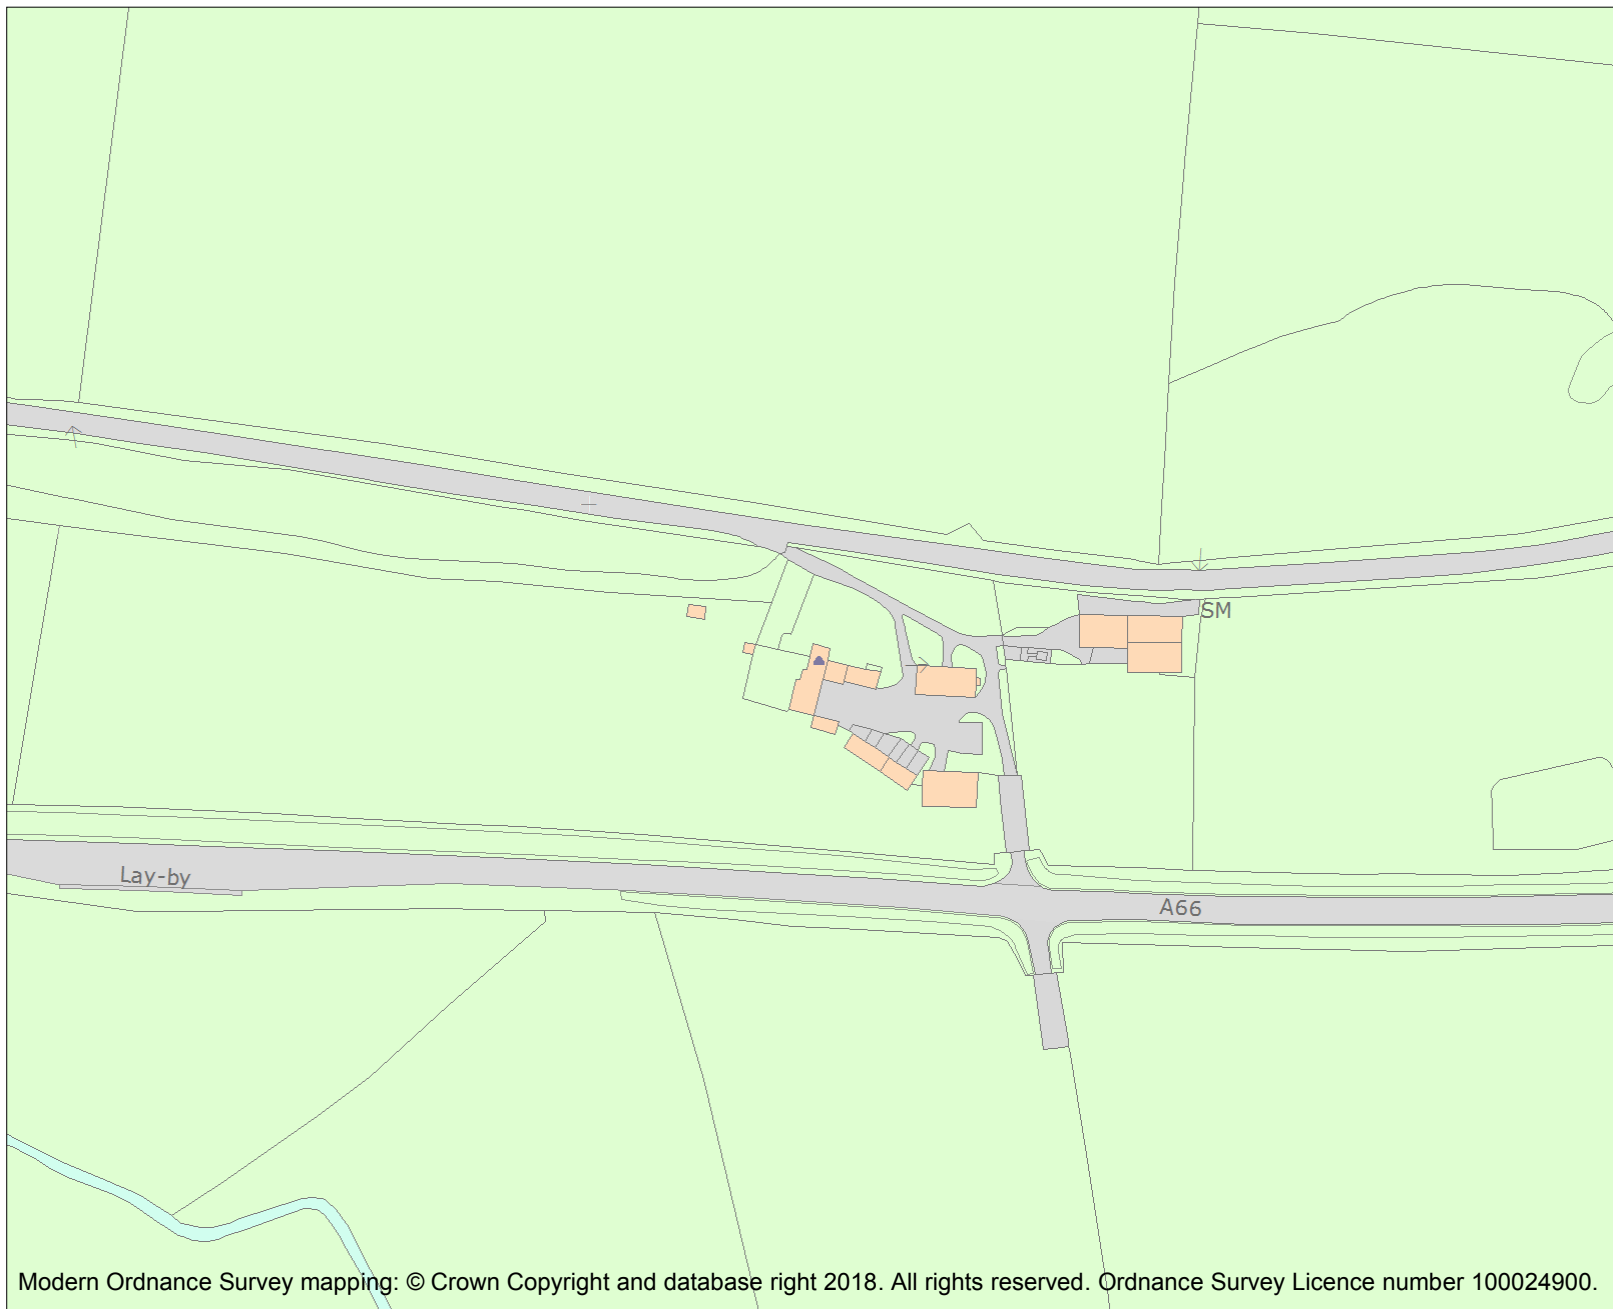 SM
Lay-by
A66
Modern Ordnance Survey mapping: © Crown Copyright and database right 2018. All rights reserved. Ordnance Survey Licence number 100024900.